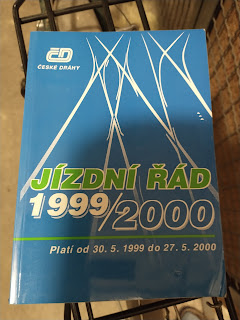 ČD
ČESKÉ DRÁHY
JÍZDNÍ ŘÁD
1999/2000
Platí od 30. 5. 1999 do 27. 5. 2000